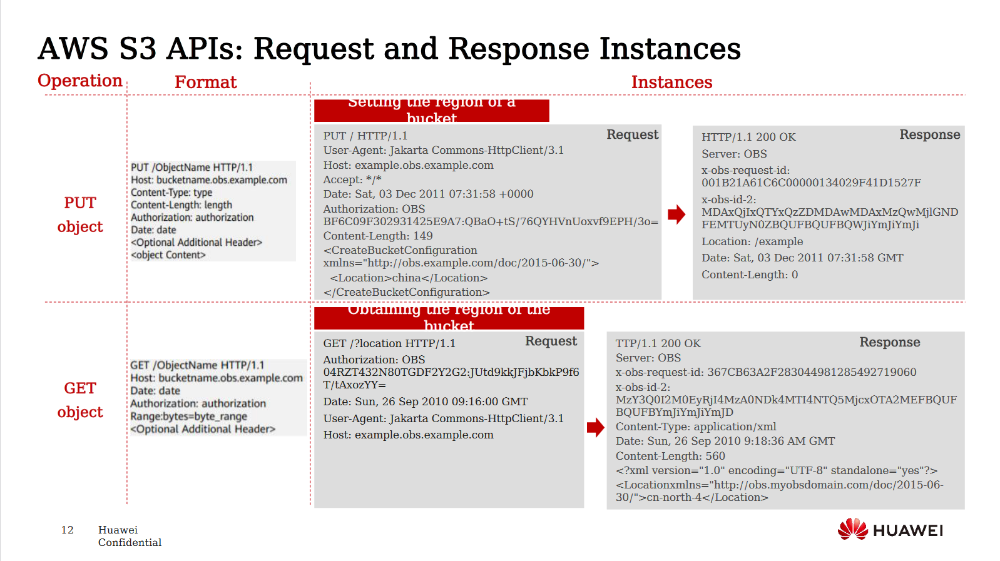 AWS S3 APIs: Request and Response Instances
Operation
Format
Instances
PUT
object
PUT /ObjectName HTTP/1.1
Host: bucketname.obs.example.com
Content-Type: type
Content-Length: length
Authorization: authorization
Date: date
<Optional Additional Header>
<object Content>
Setting the region of a
bucket
Request
PUT / HTTP/1.1
User-Agent: Jakarta Commons-HttpClient/3.1
Host: example.obs.example.com
Accept: */*
Date: Sat, 03 Dec 2011 07:31:58 +0000
Authorization: OBS
BF6C09F302931425E9A7:QBaO+tS/76QYHVnUoxvf9EPH/3o=
Content-Length: 149
<CreateBucketConfiguration
xmlns="http://obs.example.com/doc/2015-06-30/">
<Location>china</Location>
</CreateBucketConfiguration>
Response
HTTP/1.1 200 OK
Server: OBS
x-obs-request-id:
001B21A61C6C00000134029F41D1527F
x-obs-id-2:
MDAxQjIxQTYxQzZDMDAwMDAxMzQwMjlGND
FEMTUyN0ZBQUFBQUFBQWJiYmJiYmJi
Location: /example
Date: Sat, 03 Dec 2011 07:31:58 GMT
Content-Length: 0
GET
object
GET /ObjectName HTTP/1.1
Host: bucketname.obs.example.com
Date: date
Authorization: authorization
Range:bytes=byte_range
<Optional Additional Header>
Obtaining the region of the
bucket
Request
GET /?location HTTP/1.1
Authorization: OBS
04RZT432N80TGDF2Y2G2:JUtd9kkJFjbKbkP9f6
T/tAxozYY=
Date: Sun, 26 Sep 2010 09:16:00 GMT
User-Agent: Jakarta Commons-HttpClient/3.1
Host: example.obs.example.com
Response
TTP/1.1 200 OK
Server: OBS
x-obs-request-id: 367CB63A2F283044981285492719060
x-obs-id-2:
MzY3Q0I2M0EyRjI4MzA0NDk4MTI4NTQ5MjcxOTA2MEFBQUF
BQUFBYmJiYmJiYmJD
Content-Type: application/xml
Date: Sun, 26 Sep 2010 9:18:36 AM GMT
Content-Length: 560
<?xml version="1.0" encoding="UTF-8" standalone="yes"?>
<Locationxmlns="http://obs.myobsdomain.com/doc/2015-06-
30/">cn-north-4</Location>
12
Huawei
Confidential
HUAWEI